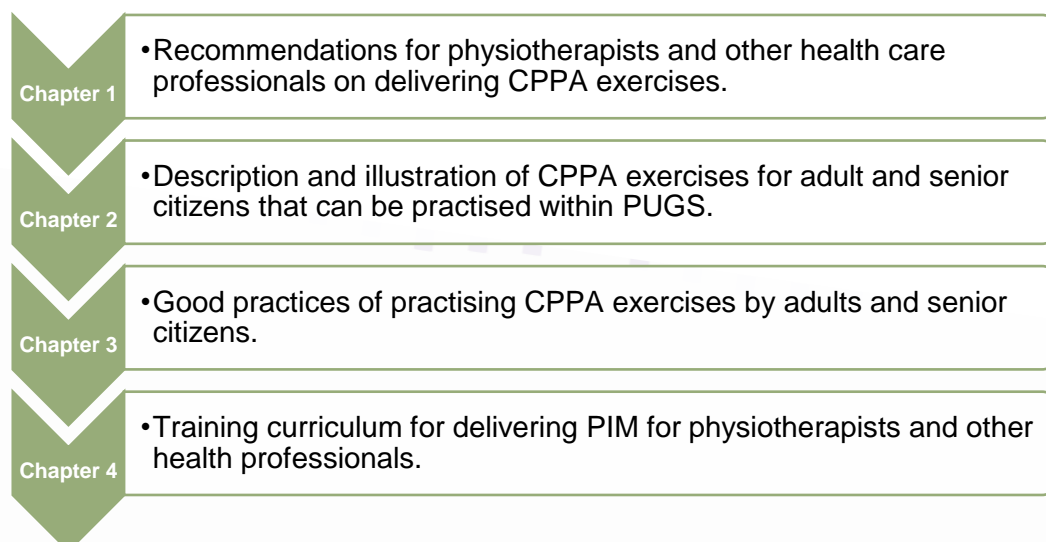 Chapter 1
•Recommendations for physiotherapists and other health care
professionals on delivering CPPA exercises.
Chapter 2
•Description and illustration of CPPA exercises for adult and senior
citizens that can be practised within PUGS.
Chapter 3
•Good practices of practising CPPA exercises by adults and senior
citizens.
Chapter 4
•Training curriculum for delivering PIM for physiotherapists and other
health professionals.